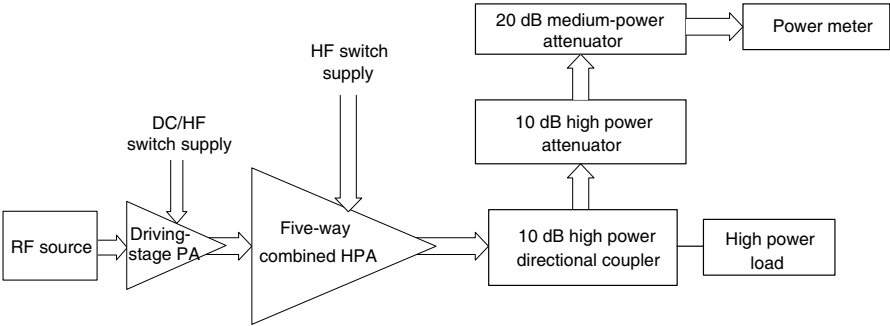 20 dB medium-power
attenuator
Power meter
HF switch
supply
DC/HF
switch supply
10 dB high power
attenuator
RF source
Driving-
stage PA
Five-way
combined HPA
10 dB high power
directional coupler
High power
load